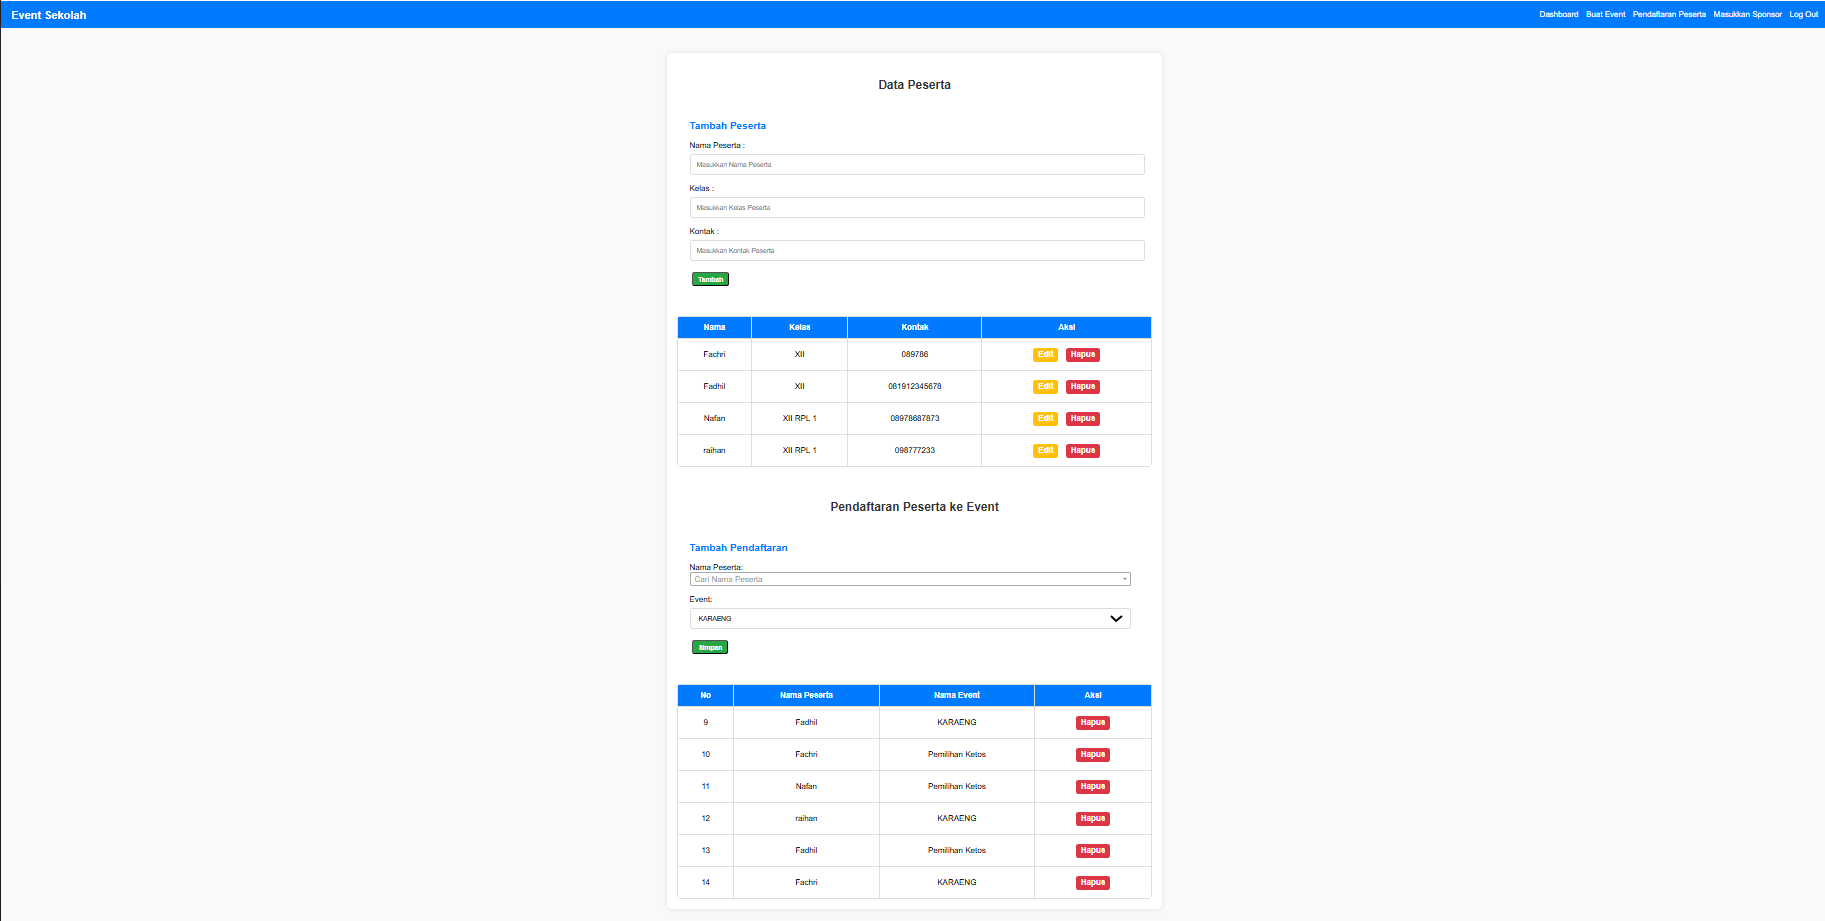 Event Sekolah
Dashboard Buat Event Pendaftaran Peserta Masukkan Sponsor Log Out
Data Peserta
Tambah Peserta
Nama Peserta :
Masukkan Nama Peserta
Kelas :
Masukkan Kelas Peserta
Kontak :
Masukkan Kontak Peserta
Tambah
Nama Kelas Kontak Aksi
Fachri XII 089786 Edit Hapus
Fadhil XII 081912345678 Edit Hapus
Nafan XII RPL 1 08978687873 Edit Hapus
raihan XII RPL 1 098777233 Edit Hapus
Pendaftaran Peserta ke Event
Tambah Pendaftaran
Nama Peserta:
Cari Nama Peserta
Event:
KARAENG
Simpan
No Nama Peserta Nama Event Aksi
9 Fadhil KARAENG Hapus
10 Fachri Pemilihan Ketos Hapus
11 Nafan Pemilihan Ketos Hapus
12 raihan KARAENG Hapus
13 Fadhil Pemilihan Ketos Hapus
14 Fachri KARAENG Hapus